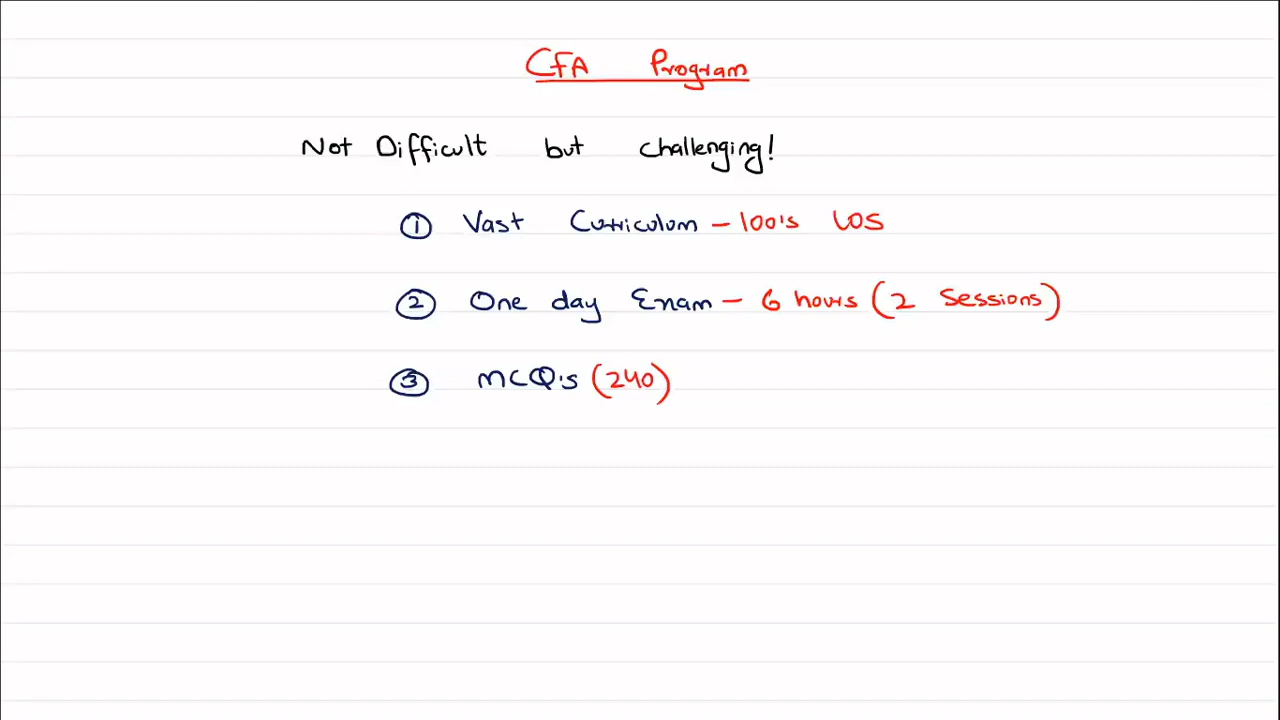 CFA Program
Not Difficult but challenging!
① Vast Curriculum - 100's LOS
② One day Exam - 6 hours (2 Sessions)
③ MCQ's (240)